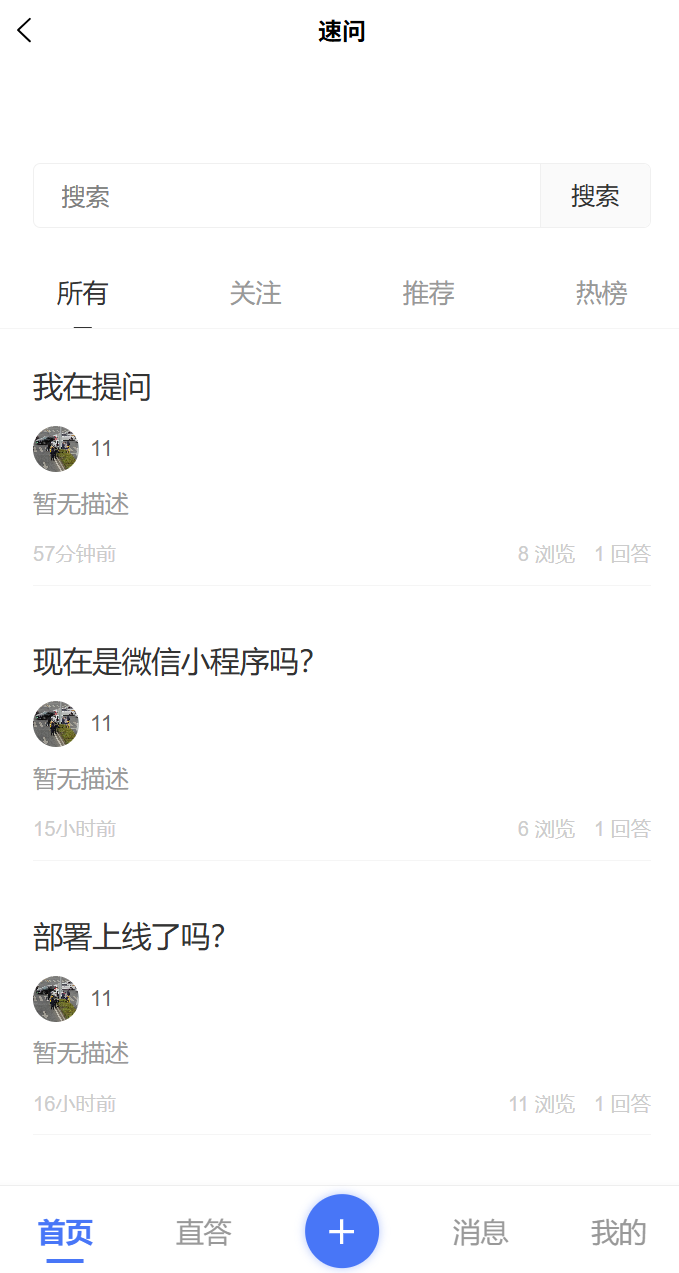 速问
搜索 搜索
所有 关注 推荐 热榜
我在提问
11
暂无描述
57分钟前 8 浏览 1 回答
现在是微信小程序吗?
11
暂无描述
15小时前 6 浏览 1 回答
部署上线了吗?
11
暂无描述
16小时前 11 浏览 1 回答
首页 直答 + 消息 我的